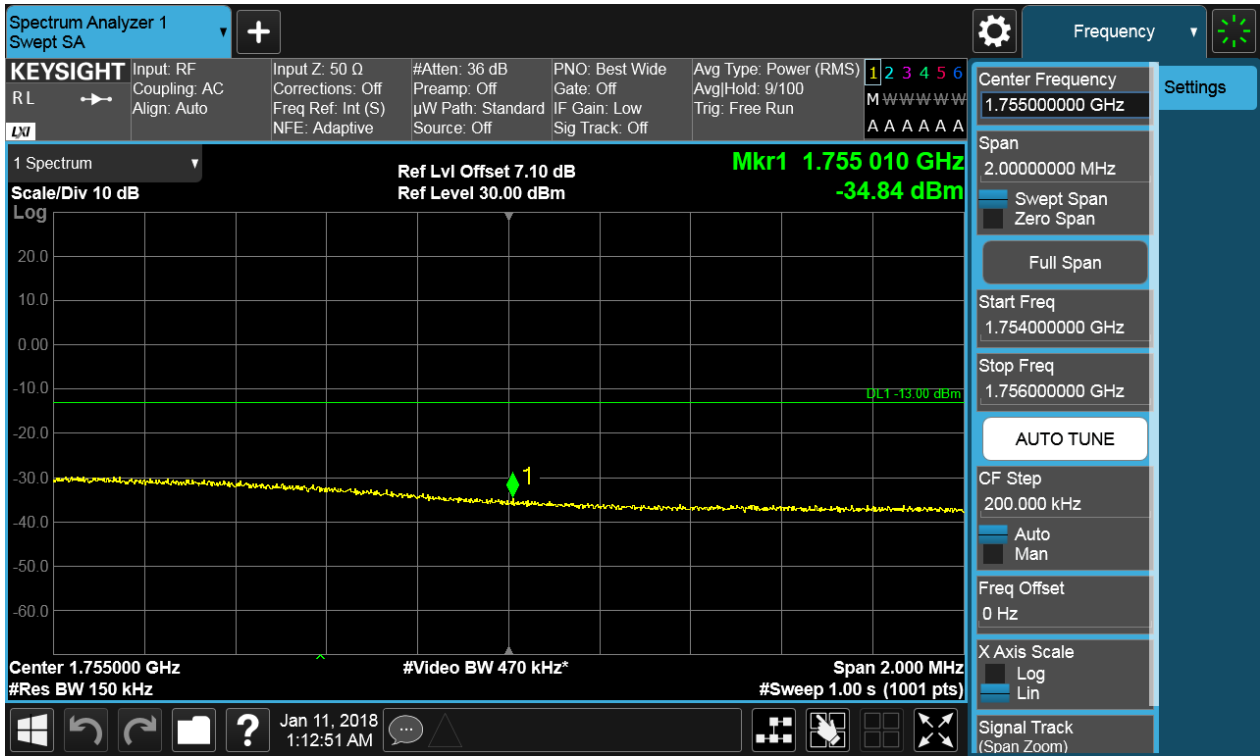 Spectrum Analyzer 1
Swept SA
+
Frequency
KEYSIGHT
RL
LXI
Input: RF
Coupling: AC
Align: Auto
Input Z: 50 Ω
Corrections: Off
Freq Ref: Int (S)
NFE: Adaptive
#Atten: 36 dB
Preamp: Off
µW Path: Standard
Source: Off
PNO: Best Wide
Gate: Off
IF Gain: Low
Sig Track: Off
Avg Type: Power (RMS)
Avg|Hold: 9/100
Trig: Free Run
1 2 3 4 5 6
M W W W W W
A A A A A A
1 Spectrum
Scale/Div 10 dB
Log
Ref Lvl Offset 7.10 dB
Ref Level 30.00 dBm
Mkr1 1.755 010 GHz
-34.84 dBm
20.0
10.0
0.00
-10.0
-20.0
-30.0
-40.0
-50.0
-60.0
DL1 -13.00 dBm
1
Center 1.755000 GHz
#Res BW 150 kHz
#Video BW 470 kHz*
Span 2.000 MHz
#Sweep 1.00 s (1001 pts)
Center Frequency
1.755000000 GHz
Span
2.00000000 MHz
Swept Span
Zero Span
Full Span
Start Freq
1.754000000 GHz
Stop Freq
1.756000000 GHz
AUTO TUNE
CF Step
200.000 kHz
Auto
Man
Freq Offset
0 Hz
X Axis Scale
Log
Lin
Signal Track
(Span Zoom)
Settings
?
Jan 11, 2018
1:12:51 AM